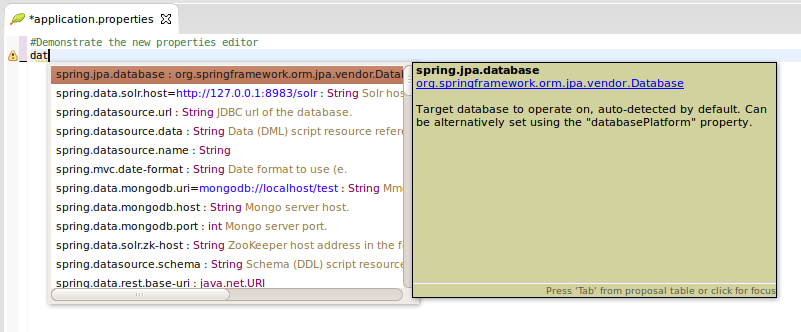 *application.properties
#Demonstrate the new properties editor
dat
spring.jpa.database : org.springframework.orm.jpa.vendor.Data
spring.data.solr.host=http://127.0.0.1:8983/solr : String Solr hos
spring.datasource.url : String JDBC url of the database.
spring.datasource.data : String Data (DML) script resource refer
spring.datasource.name : String
spring.mvc.date-format : String Date format to use (e.
spring.data.mongodb.uri=mongodb://localhost/test : String Mm
spring.data.mongodb.host : String Mongo server host.
spring.data.mongodb.port : int Mongo server port.
spring.data.solr.zk-host : String ZooKeeper host address in the f
spring.datasource.schema : String Schema (DDL) script resource
spring.data.rest.base-uri : java.net.URI
spring.jpa.database
org.springframework.orm.jpa.vendor.Database
Target database to operate on, auto-detected by default. Can
be alternatively set using the "databasePlatform" property.
Press 'Tab' from proposal table or click for focus